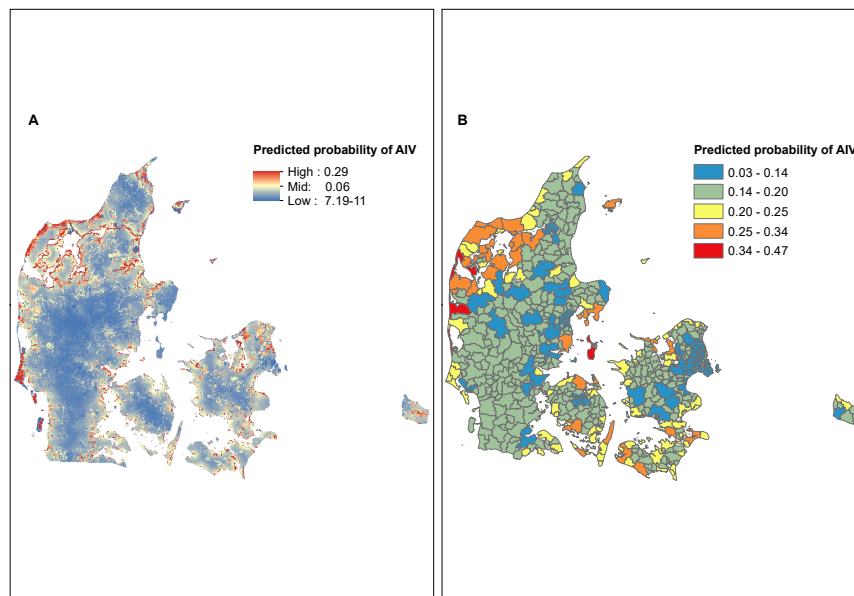 A
Predicted probability of AIV
High : 0.29
Mid: 0.06
Low : 7.19-11
B
Predicted probability of AIV
0.03 - 0.14
0.14 - 0.20
0.20 - 0.25
0.25 - 0.34
0.34 - 0.47